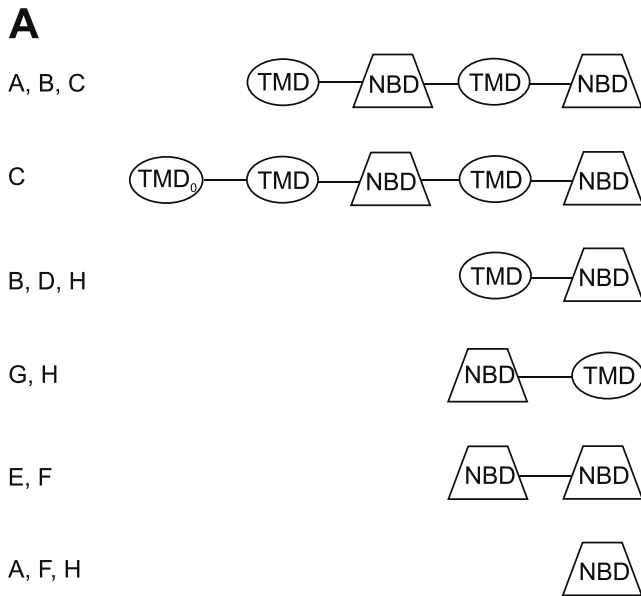 A
A, B, C TMD NBD TMD NBD
C TMD0 TMD NBD TMD NBD
B, D, H TMD NBD
G, H NBD TMD
E, F NBD NBD
A, F, H NBD